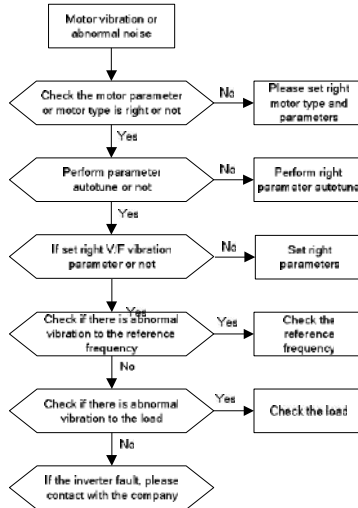 Motor vibration or
abnormal noise
Check the motor parameter
or motor type is right or not
No
Please set right
motor type and
parameters
Yes
Perform parameter
autotune or not
No
Perform right
parameter autotune
Yes
If set right V/F vibration
parameter or not
No
Set right
parameters
Yes
Check if there is abnormal
vibration to the reference
frequency
Yes
Check the
reference
frequency
No
Check if there is abnormal
vibration to the load
Yes
Check the load
No
If the inverter fault, please
contact with the company